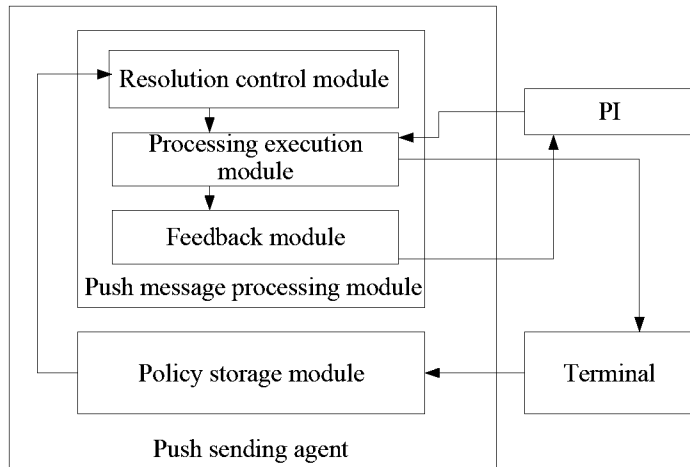 Resolution control module
PI
Processing execution
module
Feedback module
Push message processing module
Policy storage module
Terminal
Push sending agent